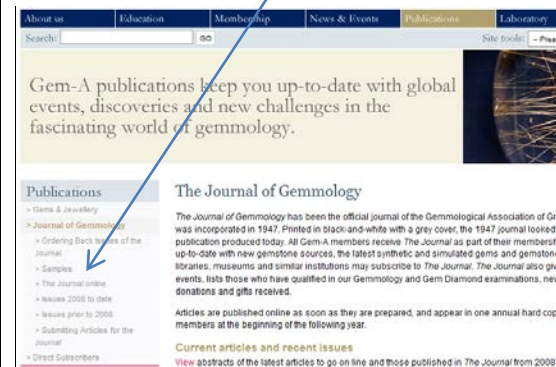 About us Education Membership News & Events Publications Laboratory
Search: GO Site tools:
Gem-A publications keep you up-to-date with global
events, discoveries and new challenges in the
fascinating world of gemmology.
Publications
> Gems & Jewellery
> Journal of Gemmology
> Ordering Back Issues of the
Journal
> Samples
> The Journal online
> Issues 2008 to date
> Issues prior to 2008
> Submitting Articles for the
Journal
> Direct Subscribers
The Journal of Gemmology
The Journal of Gemmology has been the official journal of the Gemmological Association of
was incorporated in 1947. Printed in black-and-white with a grey cover, the 1947 journal looked
publication produced today. All Gem-A members receive The Journal as part of their
up-to-date with new gemstone sources, the latest synthetic and simulated gems and
libraries, museums and similar institutions may subscribe to The Journal. The Journal also
events, lists those who have qualified in our Gemmology and Gem Diamond examinations,
donations and gifts received.
Articles are published online as soon as they are prepared, and appear in one annual hard
members at the beginning of the following year.
Current articles and recent issues
View abstracts of the latest articles to go on line and those published in The Journal from 2008